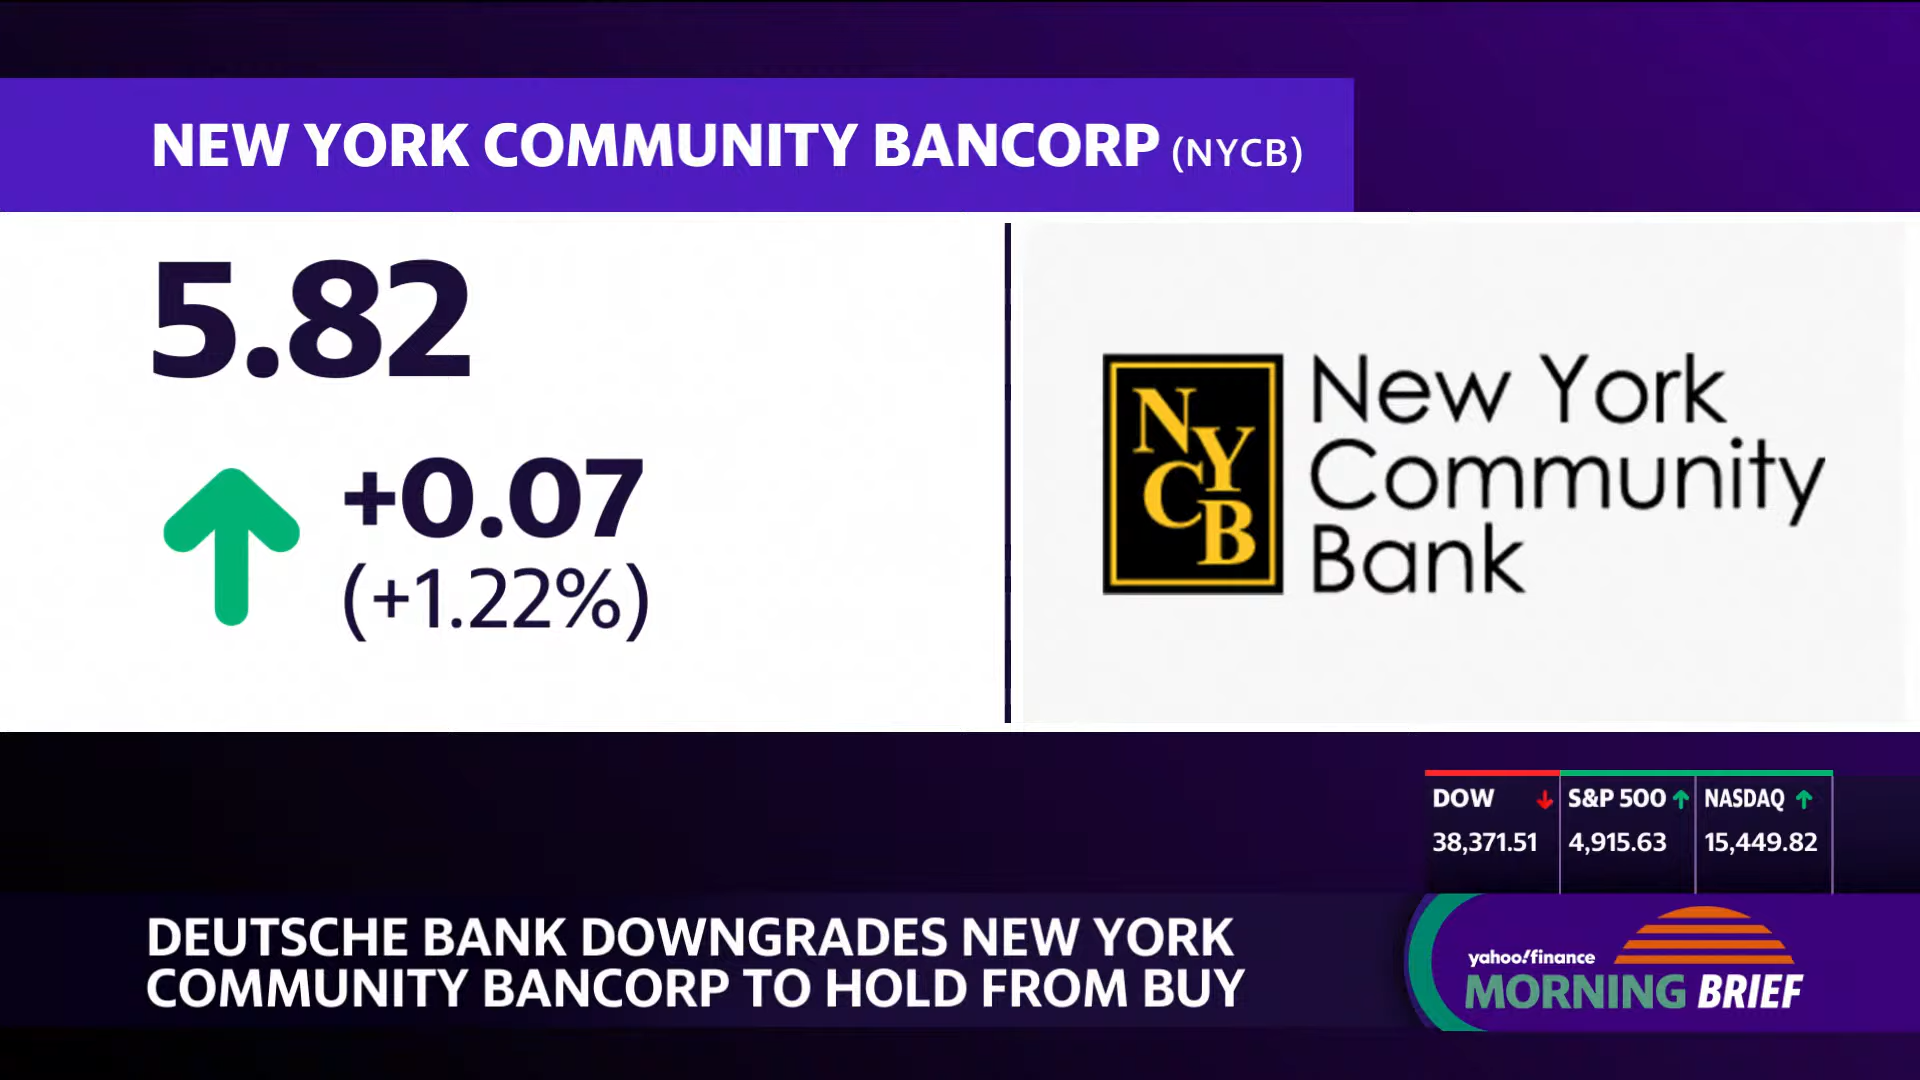 NEW YORK COMMUNITY BANCORP (NYCB)
5.82
+0.07
(+1.22%)
NYCB
New York
Community
Bank
DOW S&P 500 NASDAQ
38,371.51 4,915.63 15,449.82
DEUTSCHE BANK DOWNGRADES NEW YORK
COMMUNITY BANCORP TO HOLD FROM BUY
yahoo!finance
MORNING BRIEF